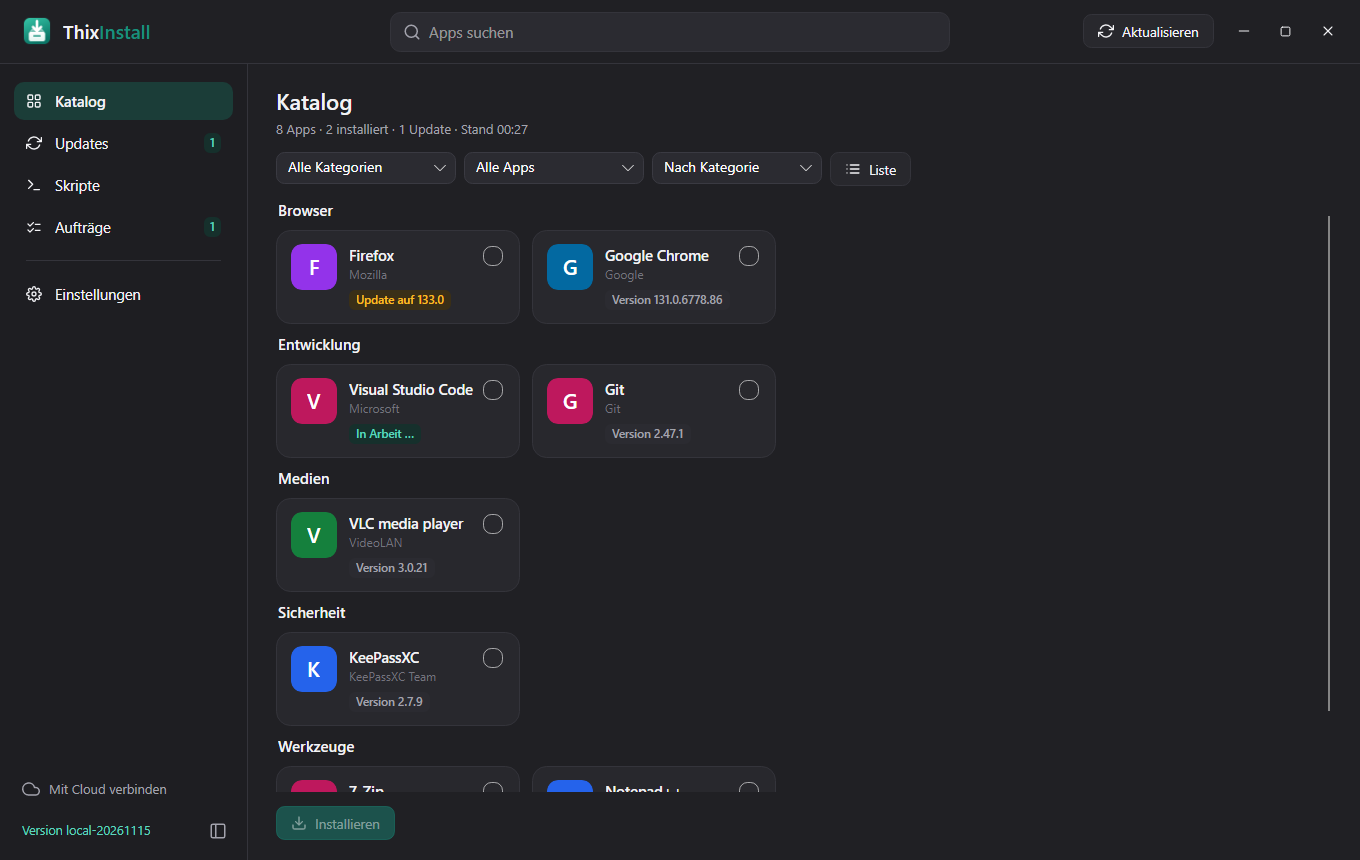 ThixInstall
Apps suchen
Aktualisieren
Katalog
Updates 1
Skripte
Aufträge 1
Einstellungen
Mit Cloud verbinden
Version local-20261115
Katalog
8 Apps · 2 installiert · 1 Update · Stand 00:27
Alle Kategorien
Alle Apps
Nach Kategorie
Liste
Browser
F
Firefox
Mozilla
Update auf 133.0
G
Google Chrome
Google
Version 131.0.6778.86
Entwicklung
V
Visual Studio Code
Microsoft
In Arbeit ...
G
Git
Git
Version 2.47.1
Medien
V
VLC media player
VideoLAN
Version 3.0.21
Sicherheit
K
KeePassXC
KeePassXC Team
Version 2.7.9
Werkzeuge
7-Zip
Notepad++
Installieren